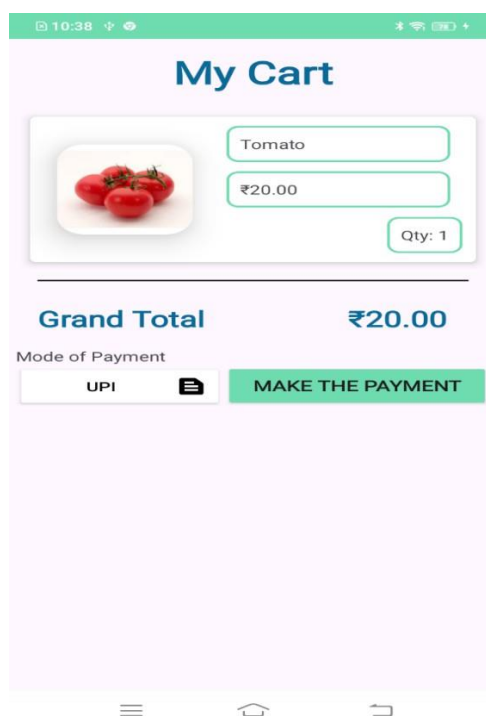 10:38
My Cart
Tomato
₹20.00
Qty: 1
Grand Total ₹20.00
Mode of Payment
UPI MAKE THE PAYMENT